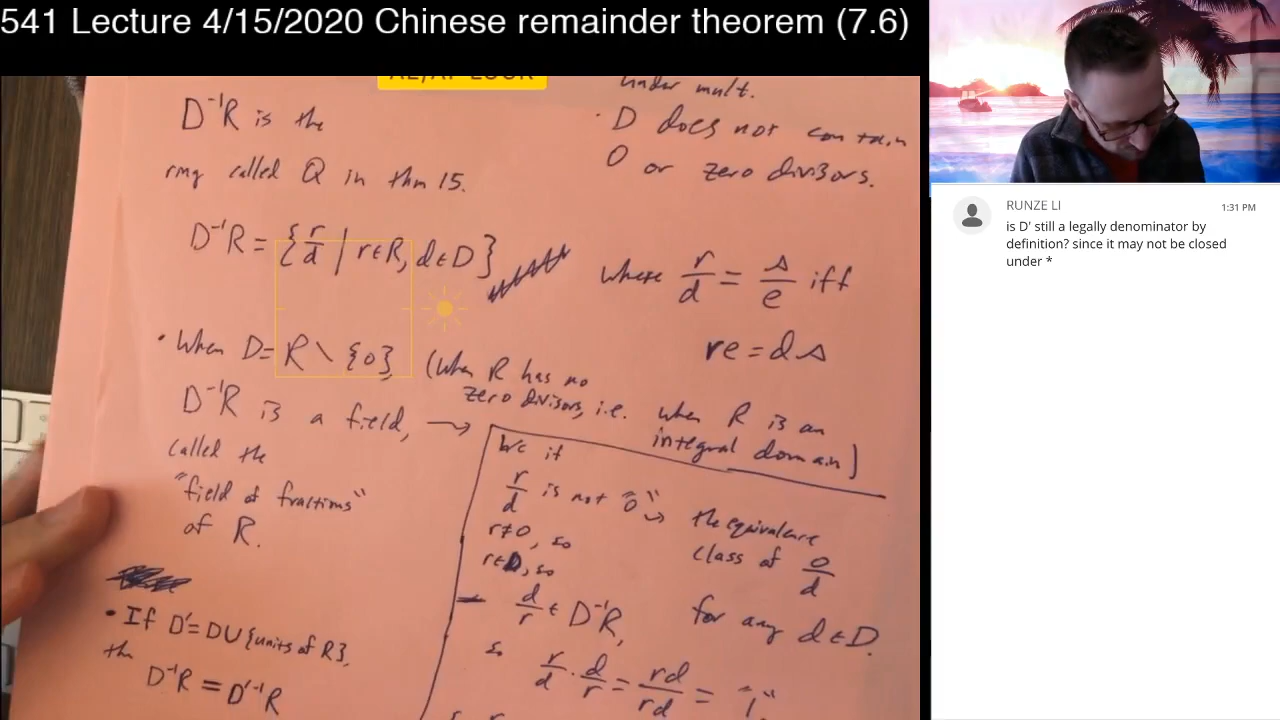 541 Lecture 4/15/2020 Chinese remainder theorem (7.6)
D⁻¹R is the
ring called Q in thm 15.
under mult.
· D does not contain
0 or zero divisors.
D⁻¹R = { r/d | r∈R, d∈D }
where r/d = s/e iff
re = ds
· When D = R \ {0}, (when R has no
zero divisors, i.e. when R is an
integral domain)
D⁻¹R is a field, →
called the
"field of fractions"
of R.
b/c if
r/d is not "0" → the equivalence
class of 0/d
for any d∈D.
r≠0, so
r∈D, so
d/r ∈ D⁻¹R,
so r/d · d/r = rd/rd = "1"
· If D' = D∪{units of R},
then
D⁻¹R = D'⁻¹R
RUNZE LI
1:31 PM
is D' still a legally denominator by
definition? since it may not be closed
under *